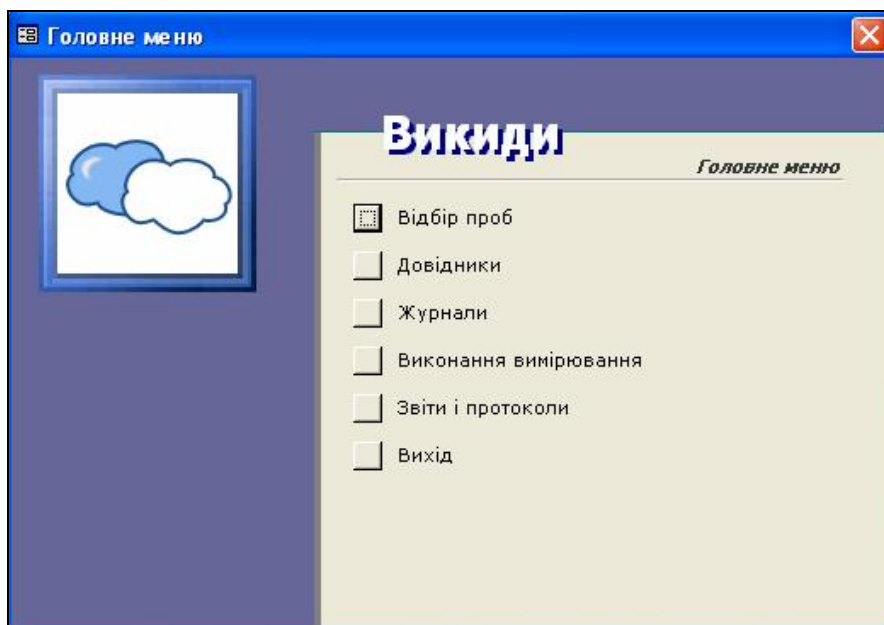 Головне меню
Викиди
Головне меню
Відбір проб
Довідники
Журнали
Виконання вимірювання
Звіти і протоколи
Вихід